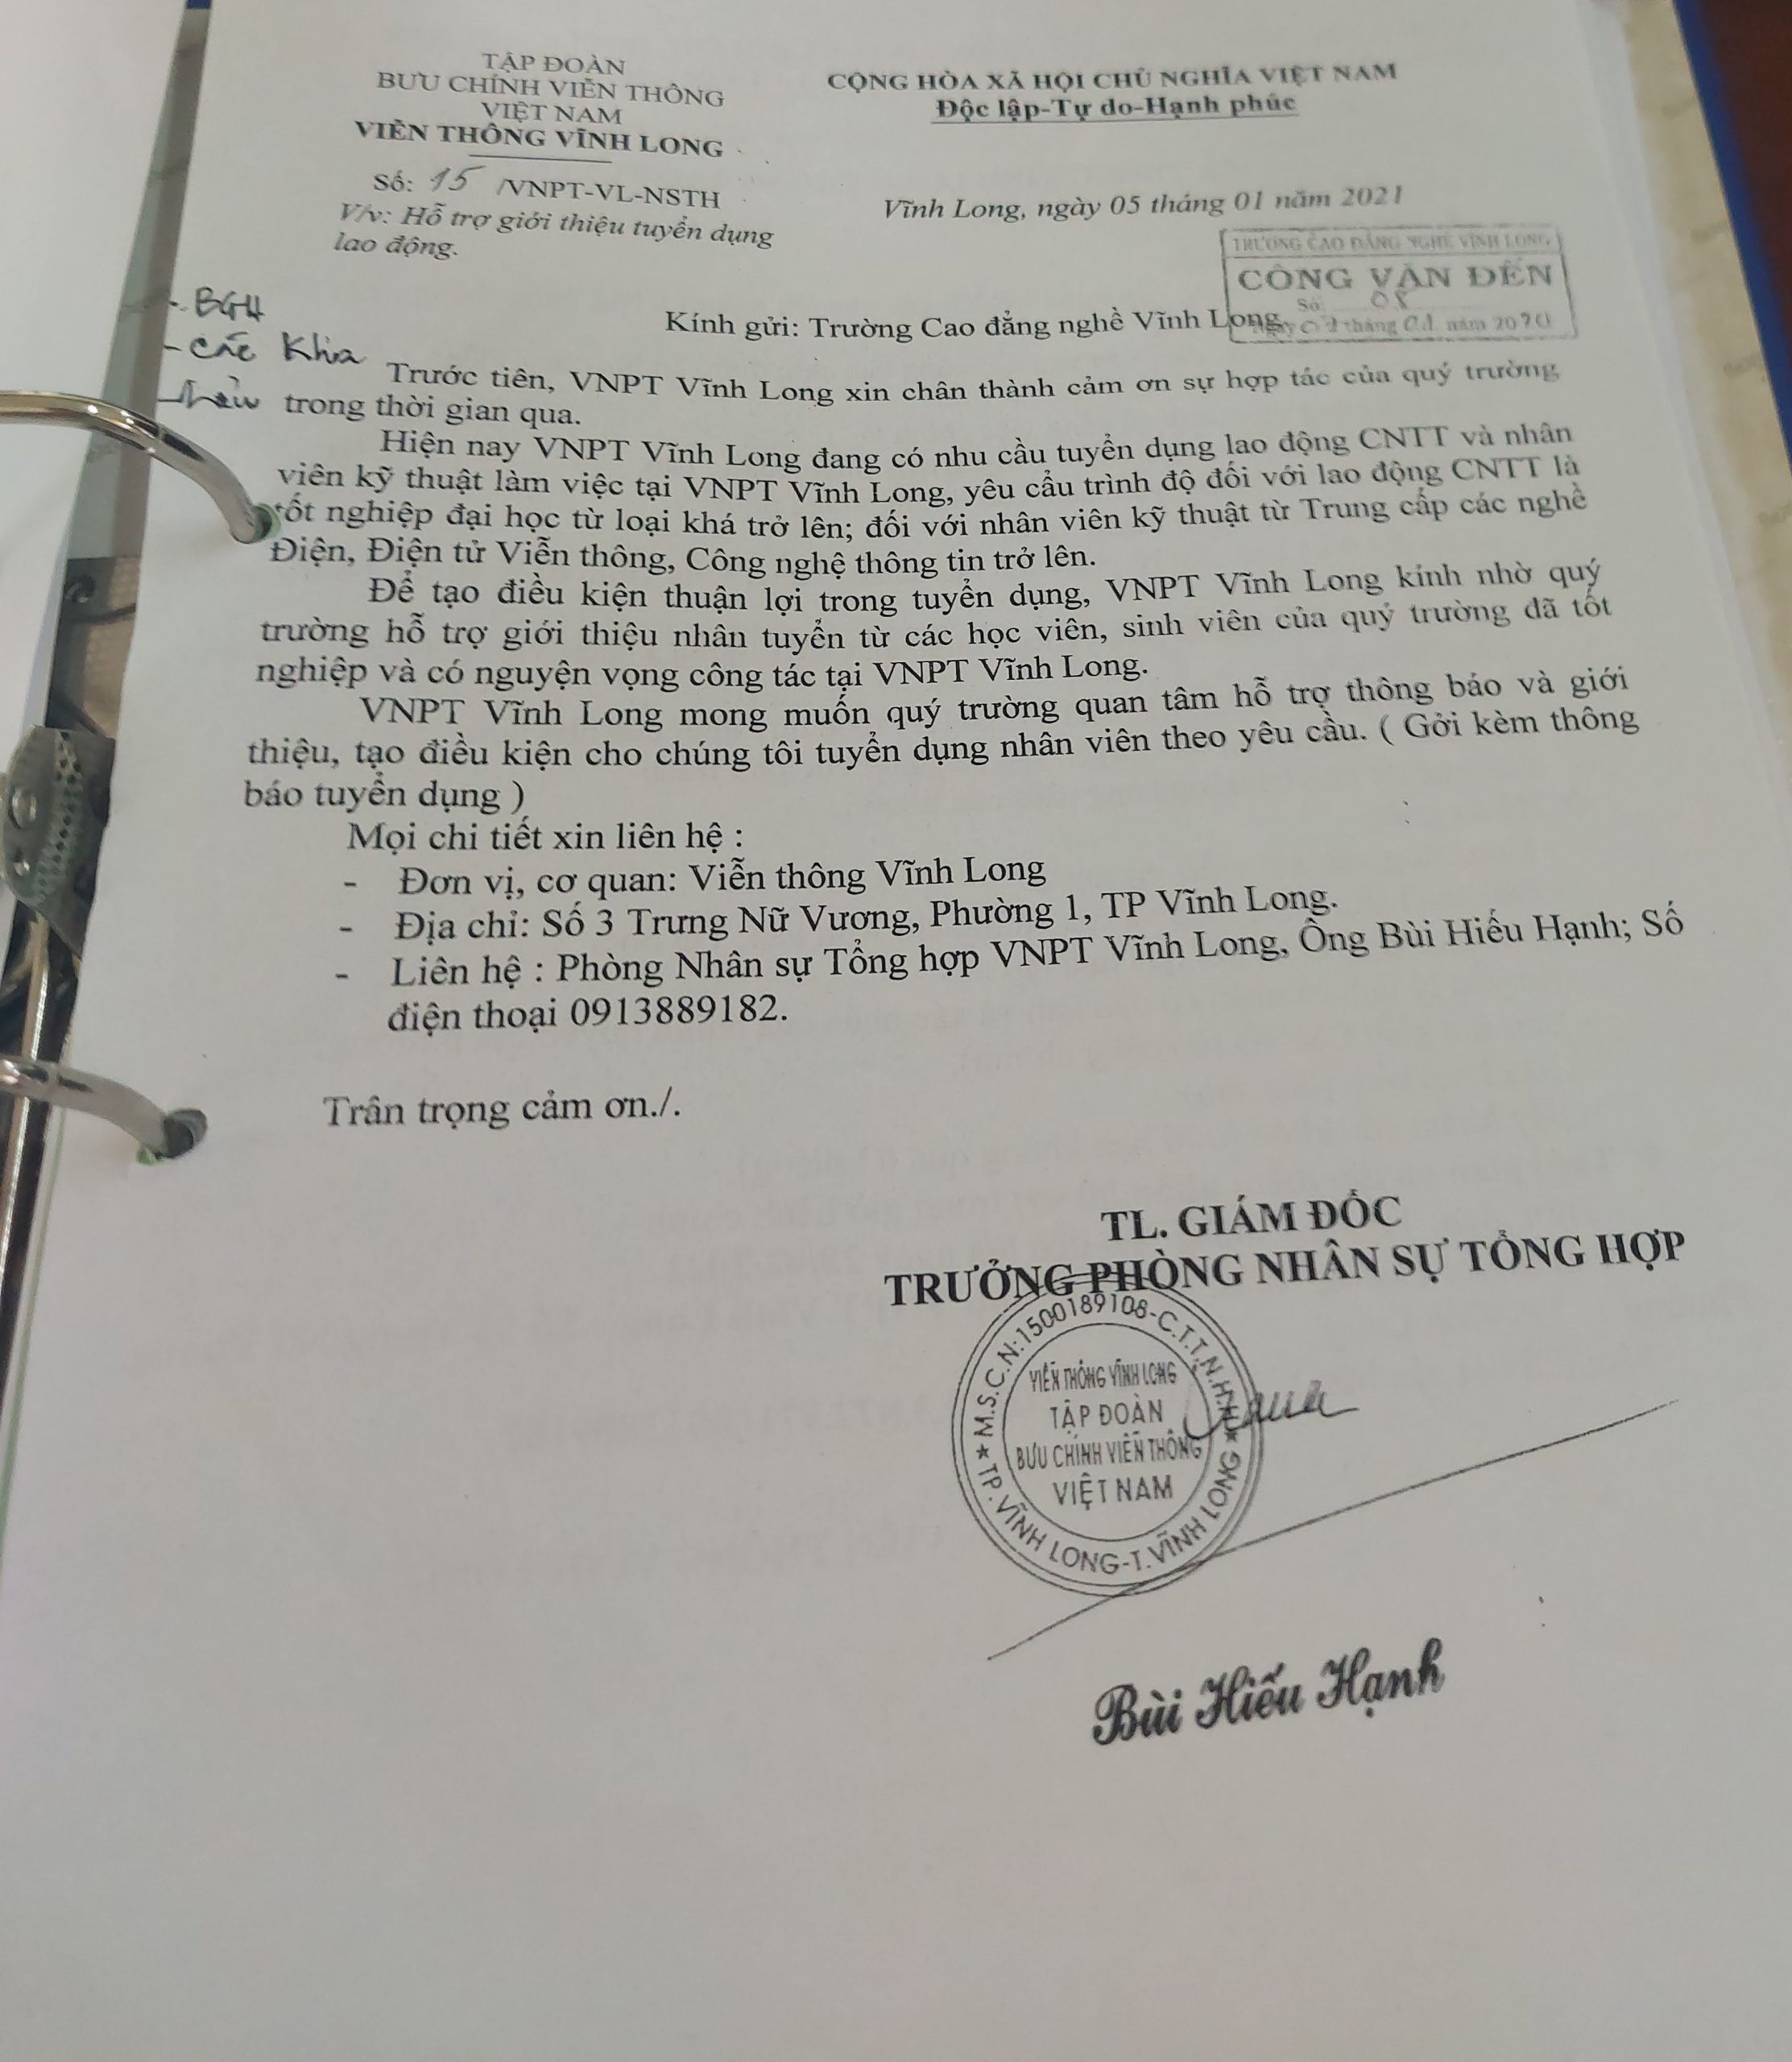 TẬP ĐOÀN
BƯU CHÍNH VIỄN THÔNG
VIỆT NAM
VIỄN THÔNG VĨNH LONG
Số: 15 /VNPT-VL-NSTH
V/v: Hỗ trợ giới thiệu tuyển dụng
lao động.
CỘNG HÒA XÃ HỘI CHỦ NGHĨA VIỆT NAM
Độc lập-Tự do-Hạnh phúc
Vĩnh Long, ngày 05 tháng 01 năm 2021
TRƯỜNG CAO ĐẲNG NGHỀ VĨNH LONG
CÔNG VĂN ĐẾN
Số 08
tháng 01 năm
- BGH
- Các Khoa
Kính gửi: Trường Cao đẳng nghề Vĩnh Long
Trước tiên, VNPT Vĩnh Long xin chân thành cảm ơn sự hợp tác của quý trường
trong thời gian qua.
Hiện nay VNPT Vĩnh Long đang có nhu cầu tuyển dụng lao động CNTT và nhân
viên kỹ thuật làm việc tại VNPT Vĩnh Long, yêu cầu trình độ đối với lao động CNTT là
tốt nghiệp đại học từ loại khá trở lên; đối với nhân viên kỹ thuật từ Trung cấp các nghề
Điện, Điện tử Viễn thông, Công nghệ thông tin trở lên.
Để tạo điều kiện thuận lợi trong tuyển dụng, VNPT Vĩnh Long kính nhờ quý
trường hỗ trợ giới thiệu nhân tuyển từ các học viên, sinh viên của quý trường đã tốt
nghiệp và có nguyện vọng công tác tại VNPT Vĩnh Long.
VNPT Vĩnh Long mong muốn quý trường quan tâm hỗ trợ thông báo và giới
thiệu, tạo điều kiện cho chúng tôi tuyển dụng nhân viên theo yêu cầu. ( Gởi kèm thông
báo tuyển dụng )
Mọi chi tiết xin liên hệ :
- Đơn vị, cơ quan: Viễn thông Vĩnh Long
- Địa chỉ: Số 3 Trưng Nữ Vương, Phường 1, TP Vĩnh Long.
- Liên hệ : Phòng Nhân sự Tổng hợp VNPT Vĩnh Long, Ông Bùi Hiếu Hạnh; Số
điện thoại 0913889182.
Trân trọng cảm ơn./.
TL. GIÁM ĐỐC
TRƯỞNG PHÒNG NHÂN SỰ TỔNG HỢP
★ M.S.C.N:1500189108-C.T.T.N.H.H ★
VIỄN THÔNG VĨNH LONG
TẬP ĐOÀN
BƯU CHÍNH VIỄN THÔNG
VIỆT NAM
TP.VĨNH LONG-T.VĨNH LONG
Bùi Hiếu Hạnh